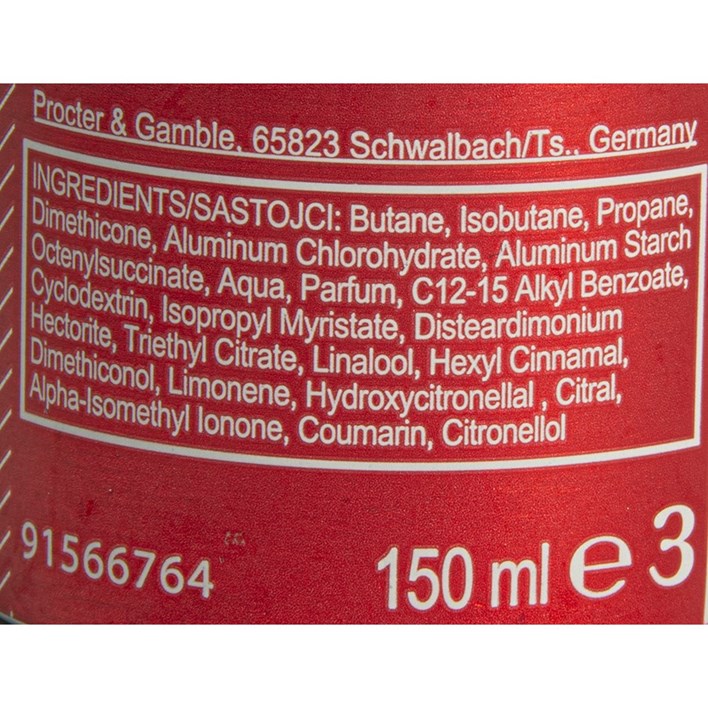 Procter & Gamble, 65823 Schwalbach/Ts., Germany
INGREDIENTS/SASTOJCI: Butane, Isobutane, Propane,
Dimethicone, Aluminum Chlorohydrate, Aluminum Starch
Octenylsuccinate, Aqua, Parfum, C12-15 Alkyl Benzoate,
Cyclodextrin, Isopropyl Myristate, Disteardimonium
Hectorite, Triethyl Citrate, Linalool, Hexyl Cinnamal,
Dimethiconol, Limonene, Hydroxycitronellal , Citral,
Alpha-Isomethyl Ionone, Coumarin, Citronellol
91566764
150 ml e 3